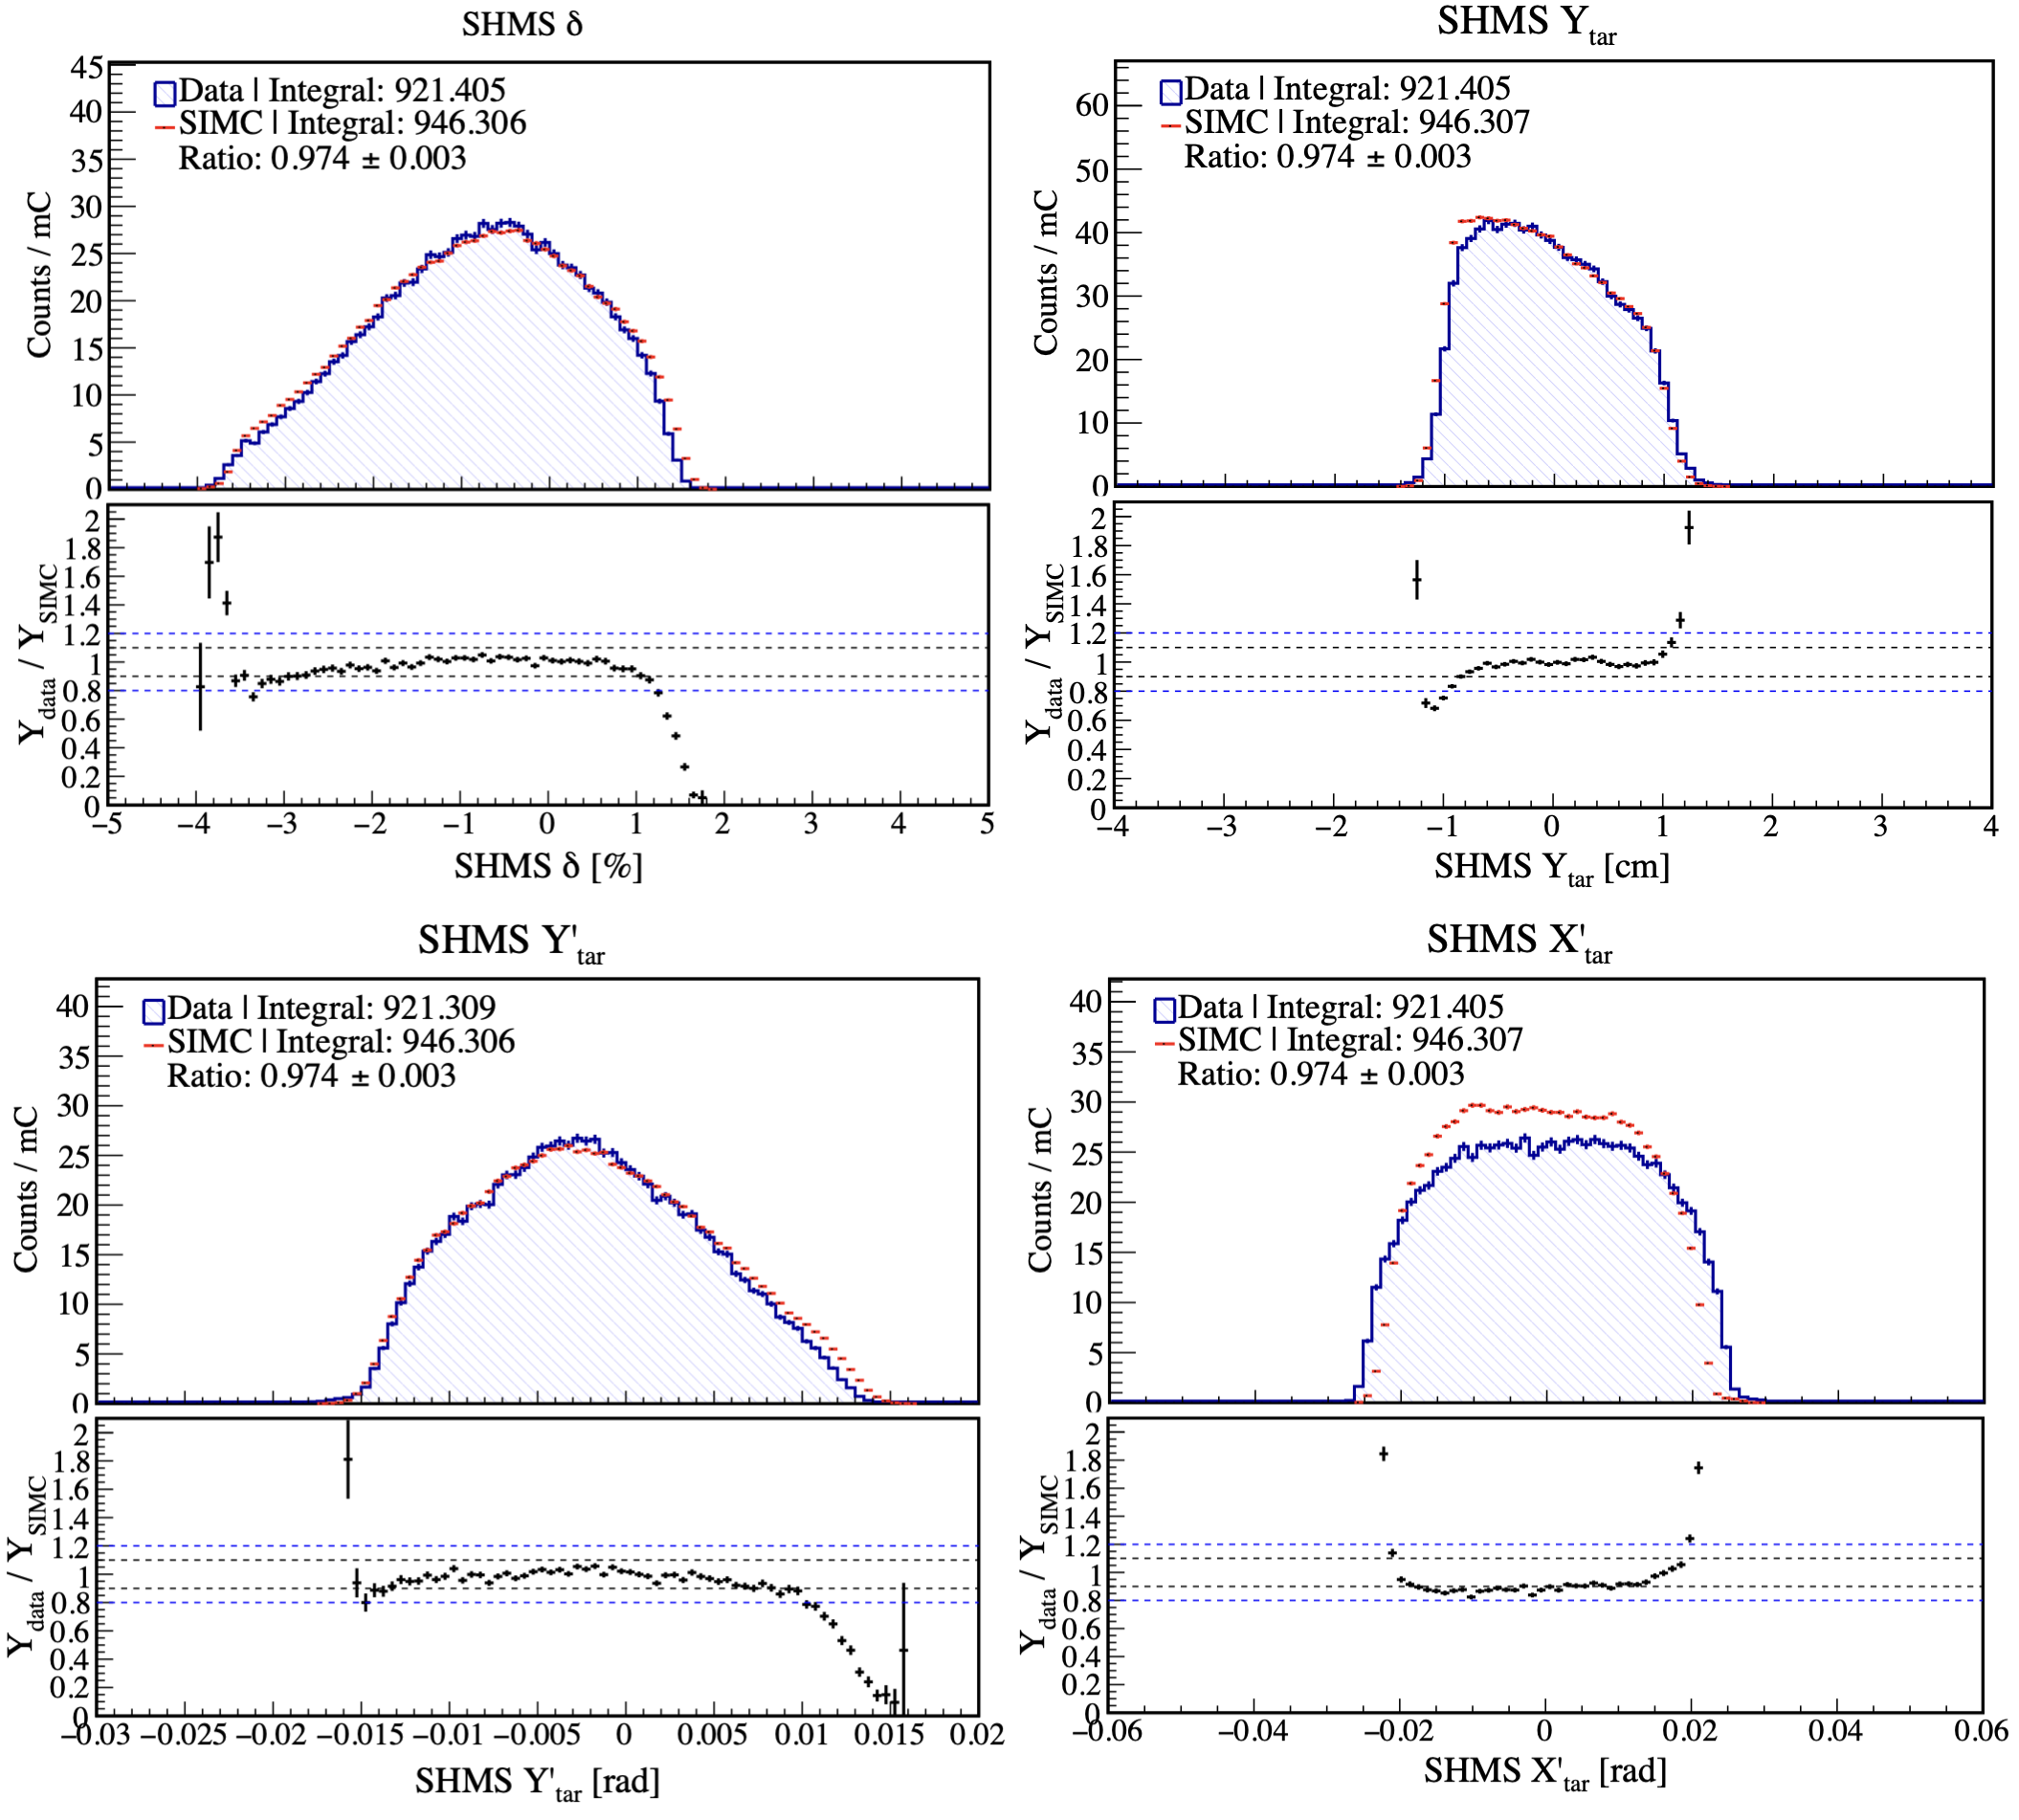 SHMS δ
Data | Integral: 921.405
SIMC | Integral: 946.306
Ratio: 0.974 ± 0.003
Counts / mC
45
40
35
30
25
20
15
10
5
0
Y_data / Y_SIMC
2
1.8
1.6
1.4
1.2
1
0.8
0.6
0.4
0.2
0
−5 −4 −3 −2 −1 0 1 2 3 4 5
SHMS δ [%]
SHMS Y_tar
Data | Integral: 921.405
SIMC | Integral: 946.307
Ratio: 0.974 ± 0.003
Counts / mC
60
50
40
30
20
10
0
Y_data / Y_SIMC
2
1.8
1.6
1.4
1.2
1
0.8
0.6
0.4
0.2
0
−4 −3 −2 −1 0 1 2 3 4
SHMS Y_tar [cm]
SHMS Y'_tar
Data | Integral: 921.309
SIMC | Integral: 946.306
Ratio: 0.974 ± 0.003
Counts / mC
40
35
30
25
20
15
10
5
0
Y_data / Y_SIMC
2
1.8
1.6
1.4
1.2
1
0.8
0.6
0.4
0.2
0
−0.03 −0.025 −0.02 −0.015 −0.01 −0.005 0 0.005 0.01 0.015 0.02
SHMS Y'_tar [rad]
SHMS X'_tar
Data | Integral: 921.405
SIMC | Integral: 946.307
Ratio: 0.974 ± 0.003
Counts / mC
40
35
30
25
20
15
10
5
0
Y_data / Y_SIMC
2
1.8
1.6
1.4
1.2
1
0.8
0.6
0.4
0.2
0
−0.06 −0.04 −0.02 0 0.02 0.04 0.06
SHMS X'_tar [rad]